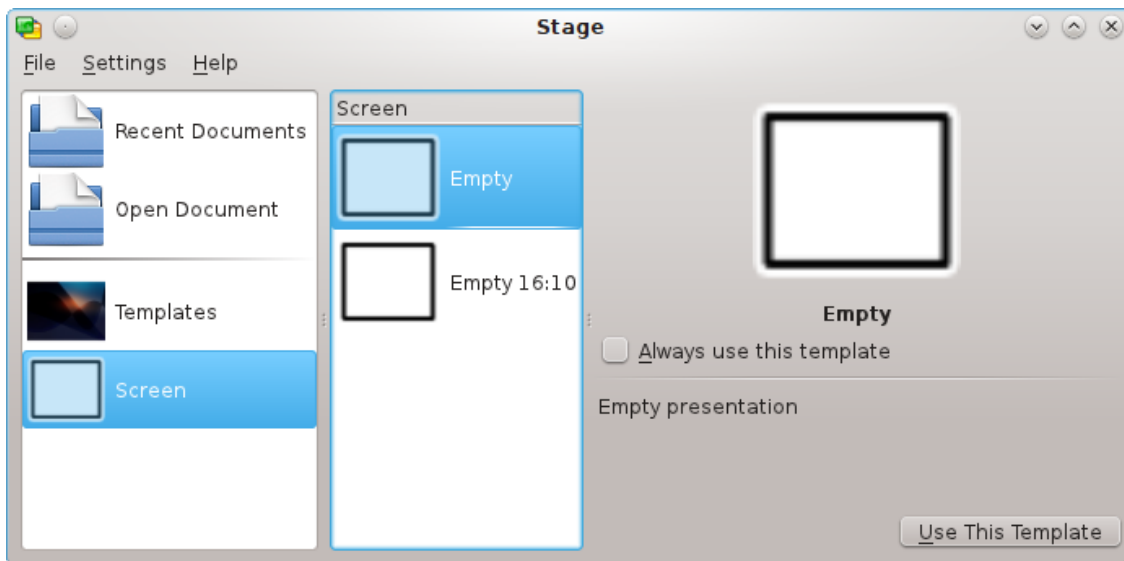 Stage
File Settings Help
Recent Documents
Open Document
Templates
Screen
Screen
Empty
Empty 16:10
Empty
Always use this template
Empty presentation
Use This Template